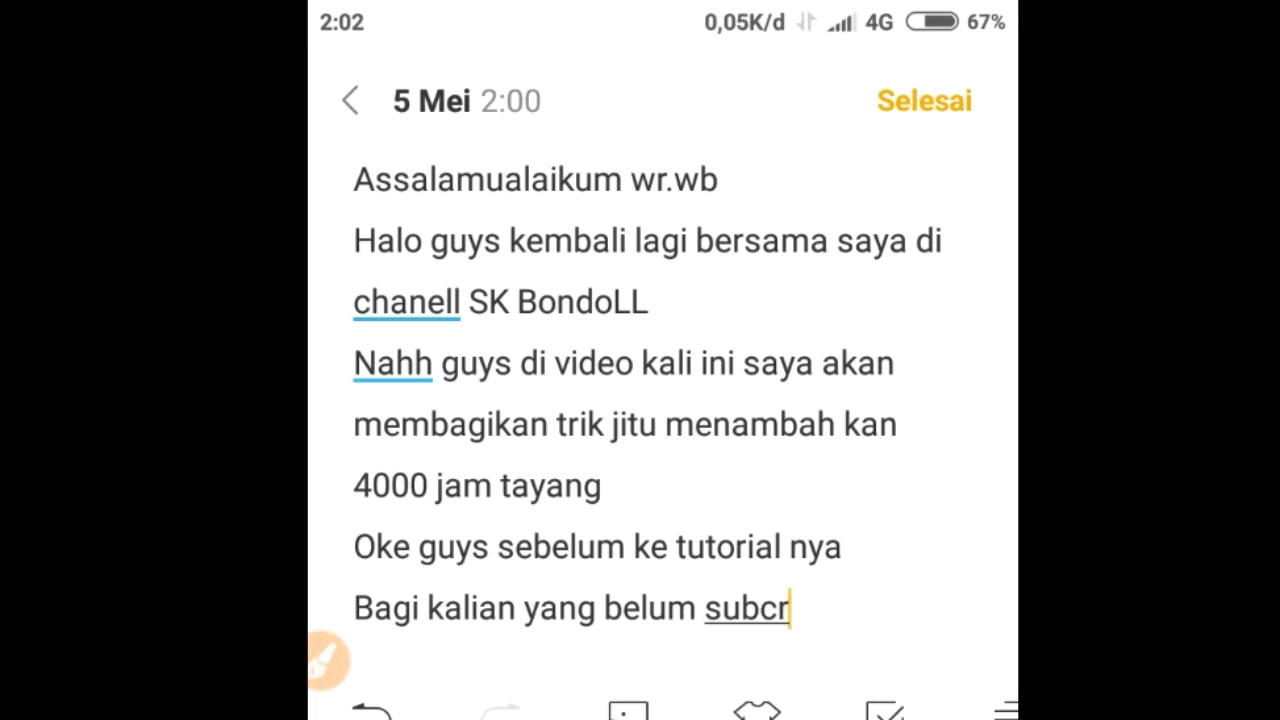 2:02 0,05K/d 4G 67%
5 Mei 2:00 Selesai
Assalamualaikum wr.wb
Halo guys kembali lagi bersama saya di
chanell SK BondoLL
Nahh guys di video kali ini saya akan
membagikan trik jitu menambah kan
4000 jam tayang
Oke guys sebelum ke tutorial nya
Bagi kalian yang belum subcr